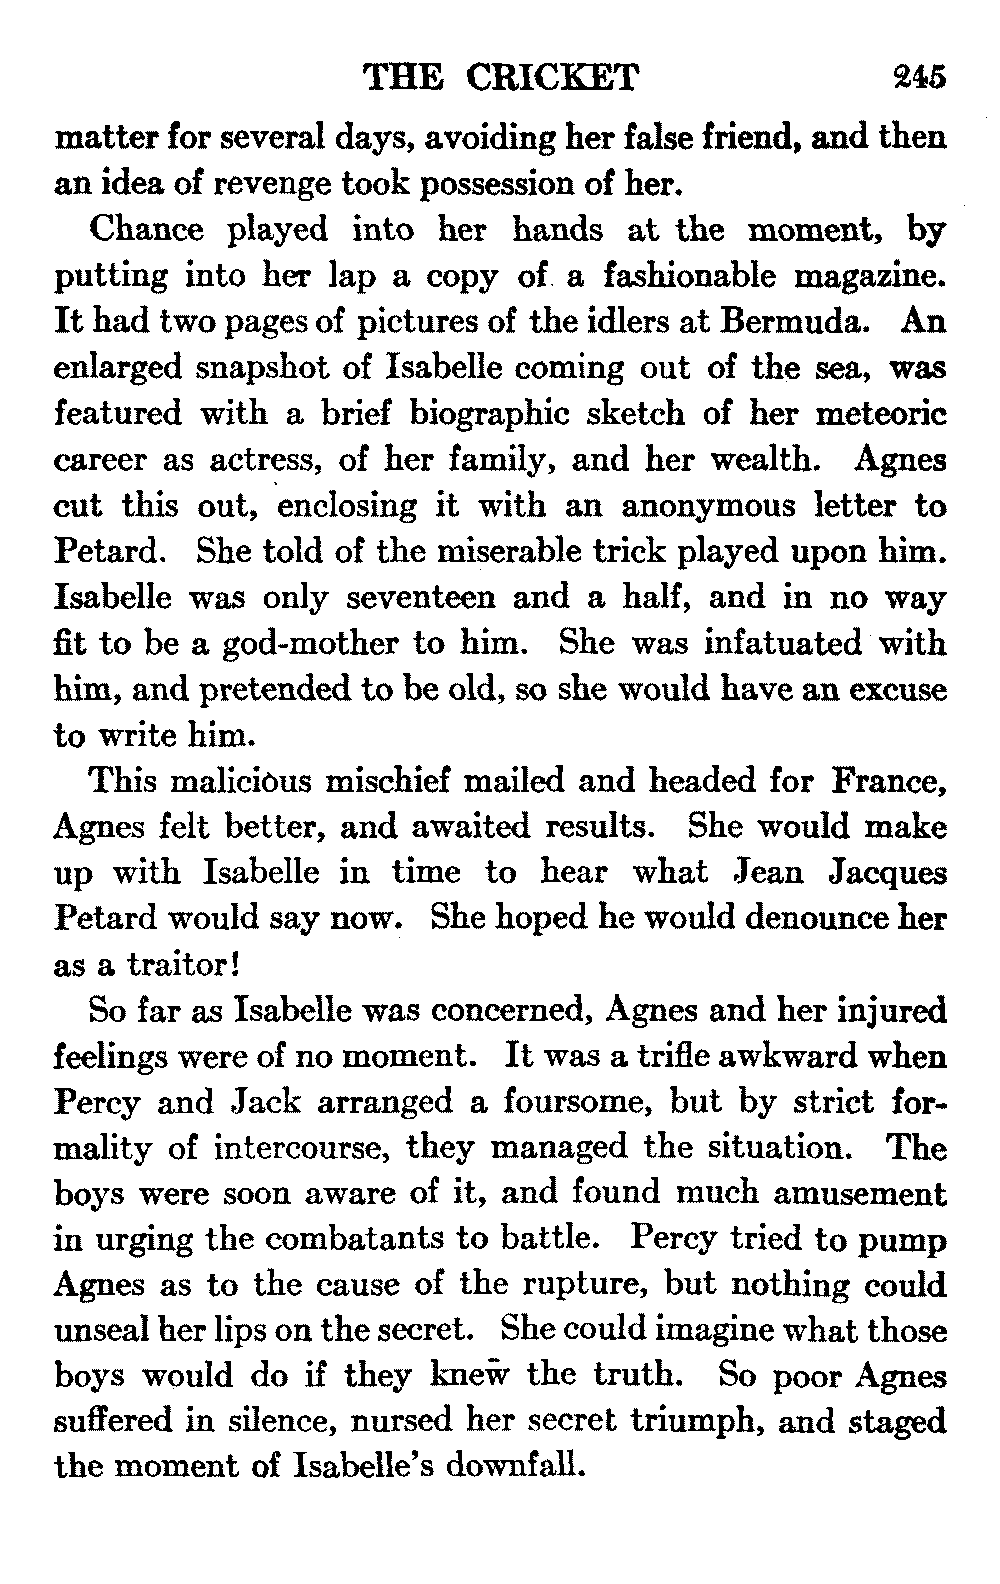 THE CRICKET 245
matter for several days, avoiding her false friend, and then
an idea of revenge took possession of her.
Chance played into her hands at the moment, by
putting into her lap a copy of a fashionable magazine.
It had two pages of pictures of the idlers at Bermuda. An
enlarged snapshot of Isabelle coming out of the sea, was
featured with a brief biographic sketch of her meteoric
career as actress, of her family, and her wealth. Agnes
cut this out, enclosing it with an anonymous letter to
Petard. She told of the miserable trick played upon him.
Isabelle was only seventeen and a half, and in no way
fit to be a god-mother to him. She was infatuated with
him, and pretended to be old, so she would have an excuse
to write him.
This malicious mischief mailed and headed for France,
Agnes felt better, and awaited results. She would make
up with Isabelle in time to hear what Jean Jacques
Petard would say now. She hoped he would denounce her
as a traitor!
So far as Isabelle was concerned, Agnes and her injured
feelings were of no moment. It was a trifle awkward when
Percy and Jack arranged a foursome, but by strict for-
mality of intercourse, they managed the situation. The
boys were soon aware of it, and found much amusement
in urging the combatants to battle. Percy tried to pump
Agnes as to the cause of the rupture, but nothing could
unseal her lips on the secret. She could imagine what those
boys would do if they knew the truth. So poor Agnes
suffered in silence, nursed her secret triumph, and staged
the moment of Isabelle's downfall.